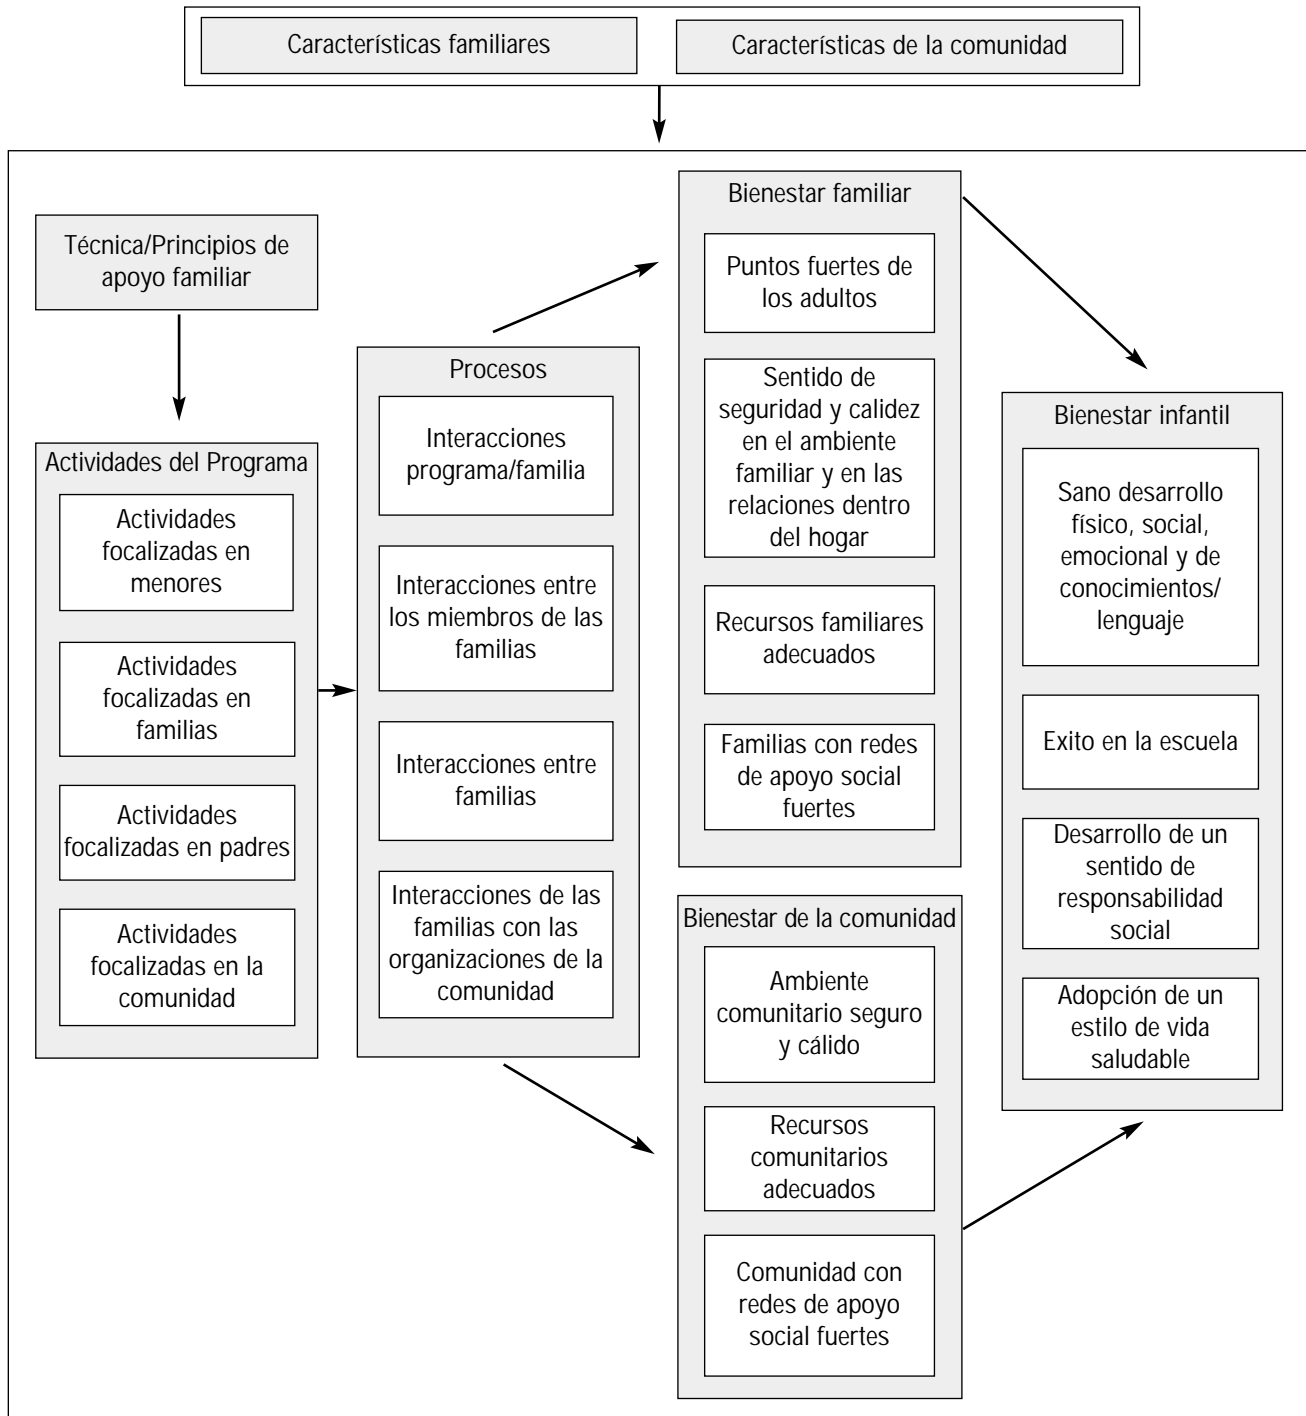 Características familiares
Características de la comunidad
Técnica/Principios de
apoyo familiar
Actividades del Programa
Actividades
focalizadas en
menores
Actividades
focalizadas en
familias
Actividades
focalizadas en padres
Actividades
focalizadas en la
comunidad
Procesos
Interacciones
programa/familia
Interacciones entre
los miembros de las
familias
Interacciones entre
familias
Interacciones de las
familias con las
organizaciones de la
comunidad
Bienestar familiar
Puntos fuertes de
los adultos
Sentido de
seguridad y calidez
en el ambiente
familiar y en las
relaciones dentro
del hogar
Recursos familiares
adecuados
Familias con redes
de apoyo social
fuertes
Bienestar de la comunidad
Ambiente
comunitario seguro
y cálido
Recursos
comunitarios
adecuados
Comunidad con
redes de apoyo
social fuertes
Bienestar infantil
Sano desarrollo
físico, social,
emocional y de
conocimientos/
lenguaje
Exito en la escuela
Desarrollo de un
sentido de
responsabilidad
social
Adopción de un
estilo de vida
saludable